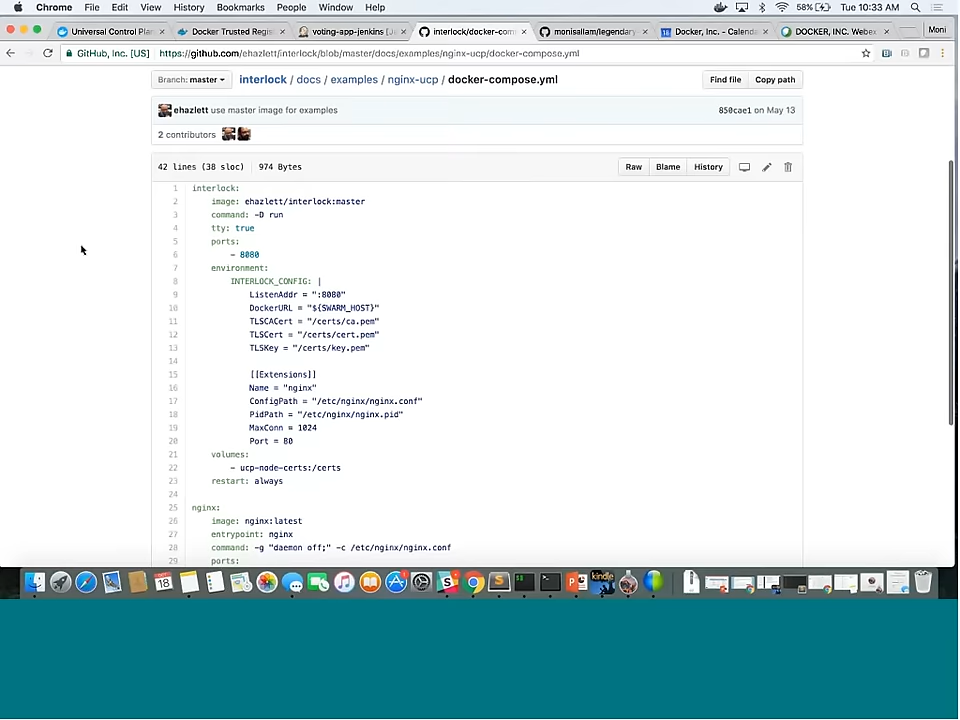 Chrome File Edit View History Bookmarks People Window Help 58% Tue 10:33 AM
Universal Control Plan × Docker Trusted Regis × voting-app-jenkins [J × interlock/docker-com × monisallam/legendary × 18 Docker, Inc. - Calenda × DOCKER, INC. Webex × Moni
GitHub, Inc. [US] https://github.com/ehazlett/interlock/blob/master/docs/examples/nginx-ucp/docker-compose.yml
Branch: master interlock / docs / examples / nginx-ucp / docker-compose.yml Find file Copy path
ehazlett use master image for examples 850cae1 on May 13
2 contributors
42 lines (38 sloc) 974 Bytes Raw Blame History
1 interlock:
2 image: ehazlett/interlock:master
3 command: -D run
4 tty: true
5 ports:
6 - 8080
7 environment:
8 INTERLOCK_CONFIG: |
9 ListenAddr = ":8080"
10 DockerURL = "${SWARM_HOST}"
11 TLSCACert = "/certs/ca.pem"
12 TLSCert = "/certs/cert.pem"
13 TLSKey = "/certs/key.pem"
14
15 [[Extensions]]
16 Name = "nginx"
17 ConfigPath = "/etc/nginx/nginx.conf"
18 PidPath = "/etc/nginx/nginx.pid"
19 MaxConn = 1024
20 Port = 80
21 volumes:
22 - ucp-node-certs:/certs
23 restart: always
24
25 nginx:
26 image: nginx:latest
27 entrypoint: nginx
28 command: -g "daemon off;" -c /etc/nginx/nginx.conf
29 ports:
18 kindle